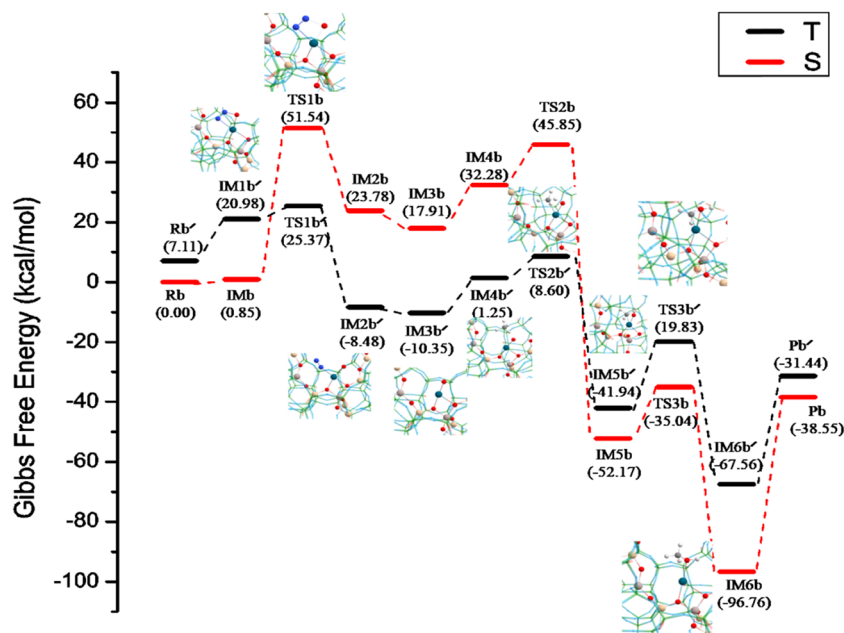 T
S
Gibbs Free Energy (kcal/mol)
60
40
20
0
-20
-40
-60
-80
-100
Rb´
(7.11)
Rb
(0.00)
IM1b´
(20.98)
IMb
(0.85)
TS1b
(51.54)
TS1b´
(25.37)
IM2b
(23.78)
IM2b´
(-8.48)
IM3b
(17.91)
IM3b´
(-10.35)
IM4b
(32.28)
IM4b´
(1.25)
TS2b
(45.85)
TS2b´
(8.60)
IM5b´
(-41.94)
IM5b
(-52.17)
TS3b´
(19.83)
TS3b
(-35.04)
IM6b´
(-67.56)
IM6b
(-96.76)
Pb´
(-31.44)
Pb
(-38.55)